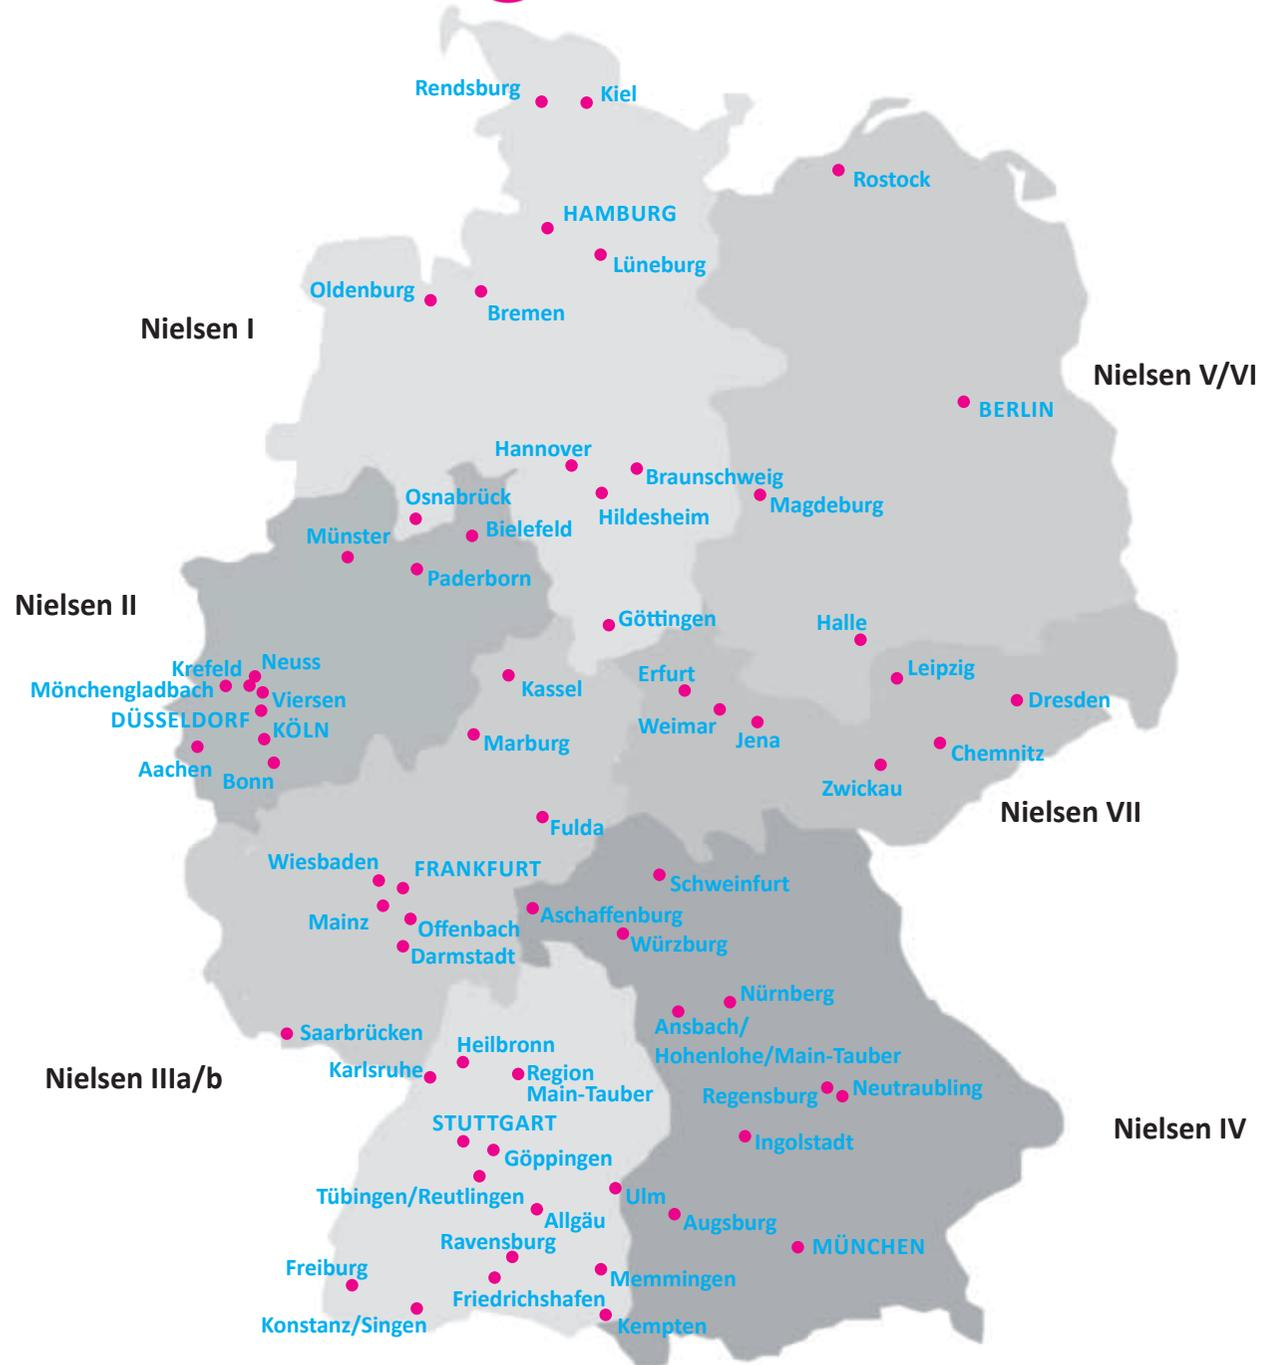 Rendsburg
Kiel
Rostock
HAMBURG
Lüneburg
Oldenburg
Bremen
Nielsen I
Nielsen V/VI
BERLIN
Hannover
Braunschweig
Osnabrück
Magdeburg
Hildesheim
Bielefeld
Münster
Paderborn
Nielsen II
Göttingen
Halle
Krefeld
Neuss
Leipzig
Erfurt
Mönchengladbach
Kassel
Viersen
Dresden
DÜSSELDORF
Weimar
KÖLN
Jena
Marburg
Chemnitz
Aachen
Bonn
Zwickau
Nielsen VII
Fulda
Wiesbaden
FRANKFURT
Schweinfurt
Aschaffenburg
Mainz
Offenbach
Würzburg
Darmstadt
Nürnberg
Ansbach/
Hohenlohe/Main-Tauber
Saarbrücken
Heilbronn
Karlsruhe
Region
Main-Tauber
Nielsen IIIa/b
Regensburg
Neutraubling
STUTTGART
Nielsen IV
Ingolstadt
Göppingen
Tübingen/Reutlingen
Ulm
Allgäu
Augsburg
Ravensburg
MÜNCHEN
Freiburg
Memmingen
Friedrichshafen
Konstanz/Singen
Kempten